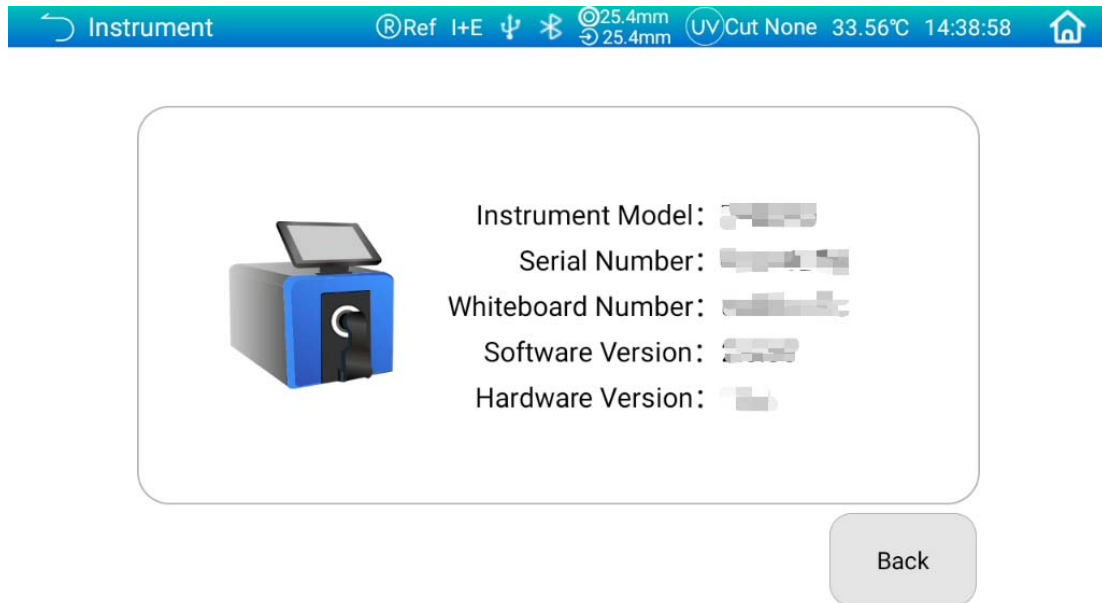 Instrument ®Ref I+E 25.4mm 25.4mm UV Cut None 33.56℃ 14:38:58
Instrument Model:
Serial Number:
Whiteboard Number:
Software Version:
Hardware Version:
Back